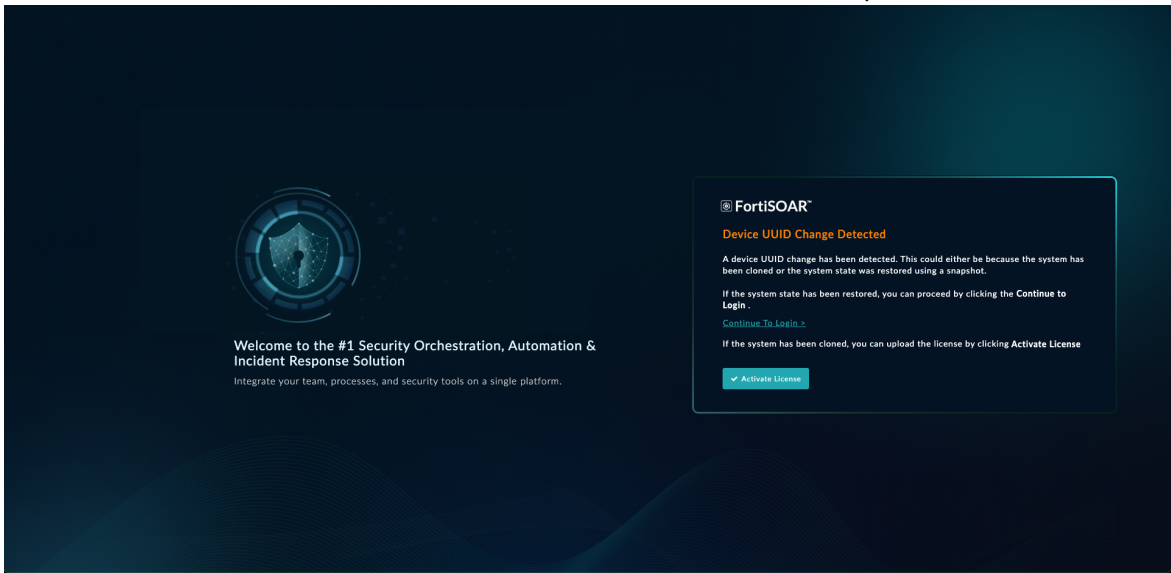 FortiSOAR™
Device UUID Change Detected
A device UUID change has been detected. This could either be because the system has
been cloned or the system state was restored using a snapshot.
If the system state has been restored, you can proceed by clicking the Continue to
Login .
Continue To Login >
If the system has been cloned, you can upload the license by clicking Activate License
✔ Activate License
Welcome to the #1 Security Orchestration, Automation &
Incident Response Solution
Integrate your team, processes, and security tools on a single platform.